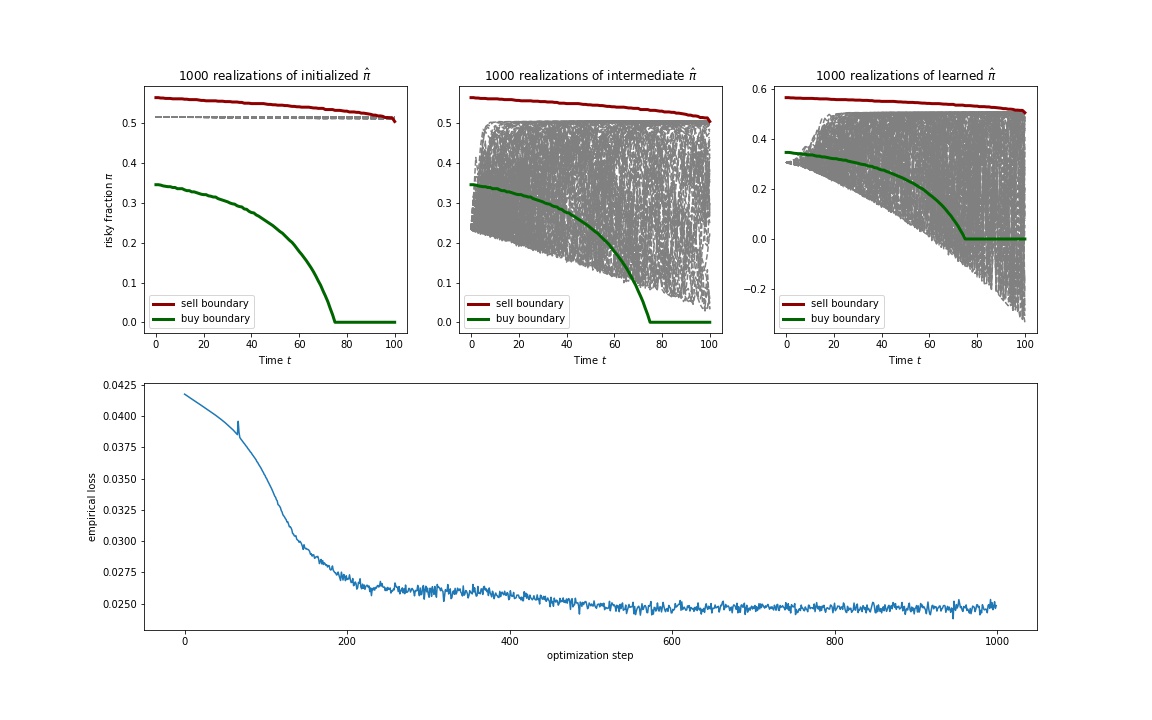 1000 realizations of initialized π̂
1000 realizations of intermediate π̂
1000 realizations of learned π̂
risky fraction π
0.5
0.4
0.3
0.2
0.1
0.0
sell boundary
buy boundary
0 20 40 60 80 100
Time t
0.5
0.4
0.3
0.2
0.1
0.0
sell boundary
buy boundary
0 20 40 60 80 100
Time t
0.6
0.4
0.2
0.0
−0.2
sell boundary
buy boundary
0 20 40 60 80 100
Time t
empirical loss
0.0425
0.0400
0.0375
0.0350
0.0325
0.0300
0.0275
0.0250
0 200 400 600 800 1000
optimization step